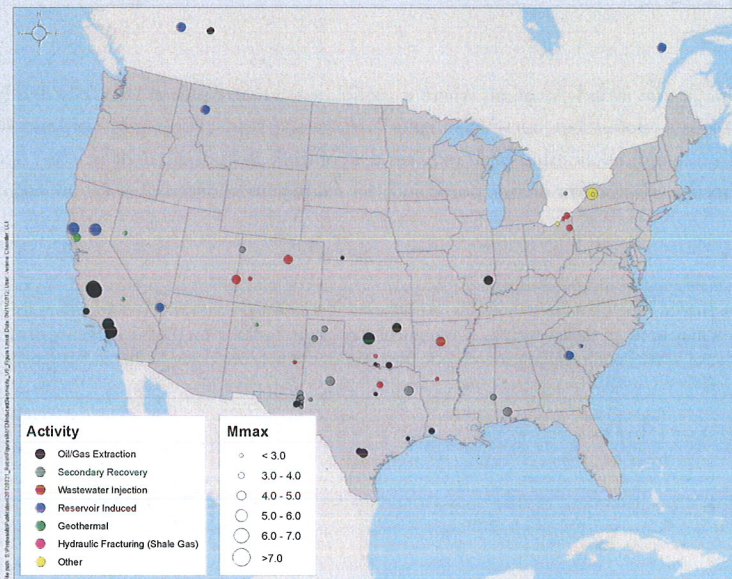 Activity
Oil/Gas Extraction
Secondary Recovery
Wastewater Injection
Reservoir Induced
Geothermal
Hydraulic Fracturing (Shale Gas)
Other
Mmax
< 3.0
3.0 - 4.0
4.0 - 5.0
5.0 - 6.0
6.0 - 7.0
>7.0